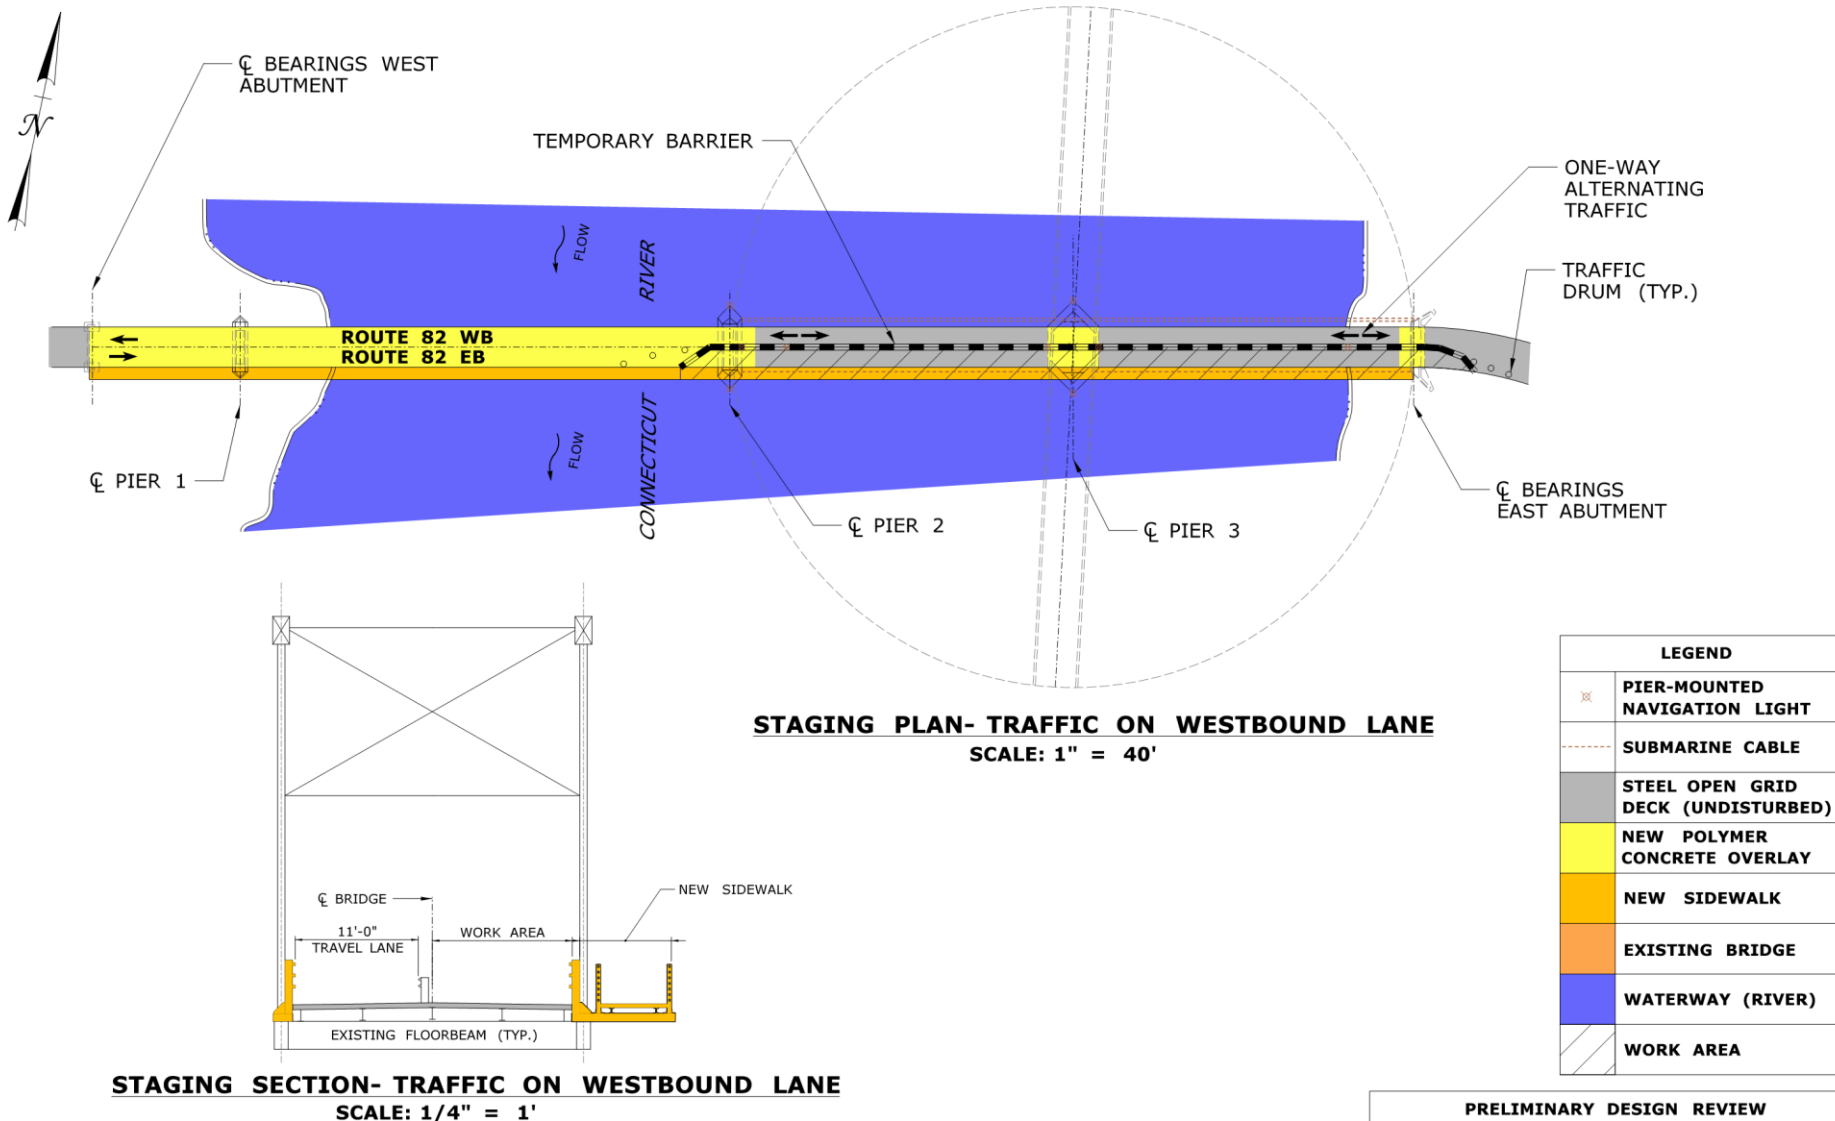 N
℄ BEARINGS WEST
ABUTMENT
TEMPORARY BARRIER
ONE-WAY
ALTERNATING
TRAFFIC
TRAFFIC
DRUM (TYP.)
FLOW
RIVER
ROUTE 82 WB
ROUTE 82 EB
CONNECTICUT
FLOW
℄ PIER 1
℄ PIER 2
℄ PIER 3
℄ BEARINGS
EAST ABUTMENT
STAGING PLAN- TRAFFIC ON WESTBOUND LANE
SCALE: 1" = 40'
℄ BRIDGE
NEW SIDEWALK
11'-0"
TRAVEL LANE
WORK AREA
EXISTING FLOORBEAM (TYP.)
STAGING SECTION- TRAFFIC ON WESTBOUND LANE
SCALE: 1/4" = 1'
LEGEND
PIER-MOUNTED
NAVIGATION LIGHT
SUBMARINE CABLE
STEEL OPEN GRID
DECK (UNDISTURBED)
NEW POLYMER
CONCRETE OVERLAY
NEW SIDEWALK
EXISTING BRIDGE
WATERWAY (RIVER)
WORK AREA
PRELIMINARY DESIGN REVIEW